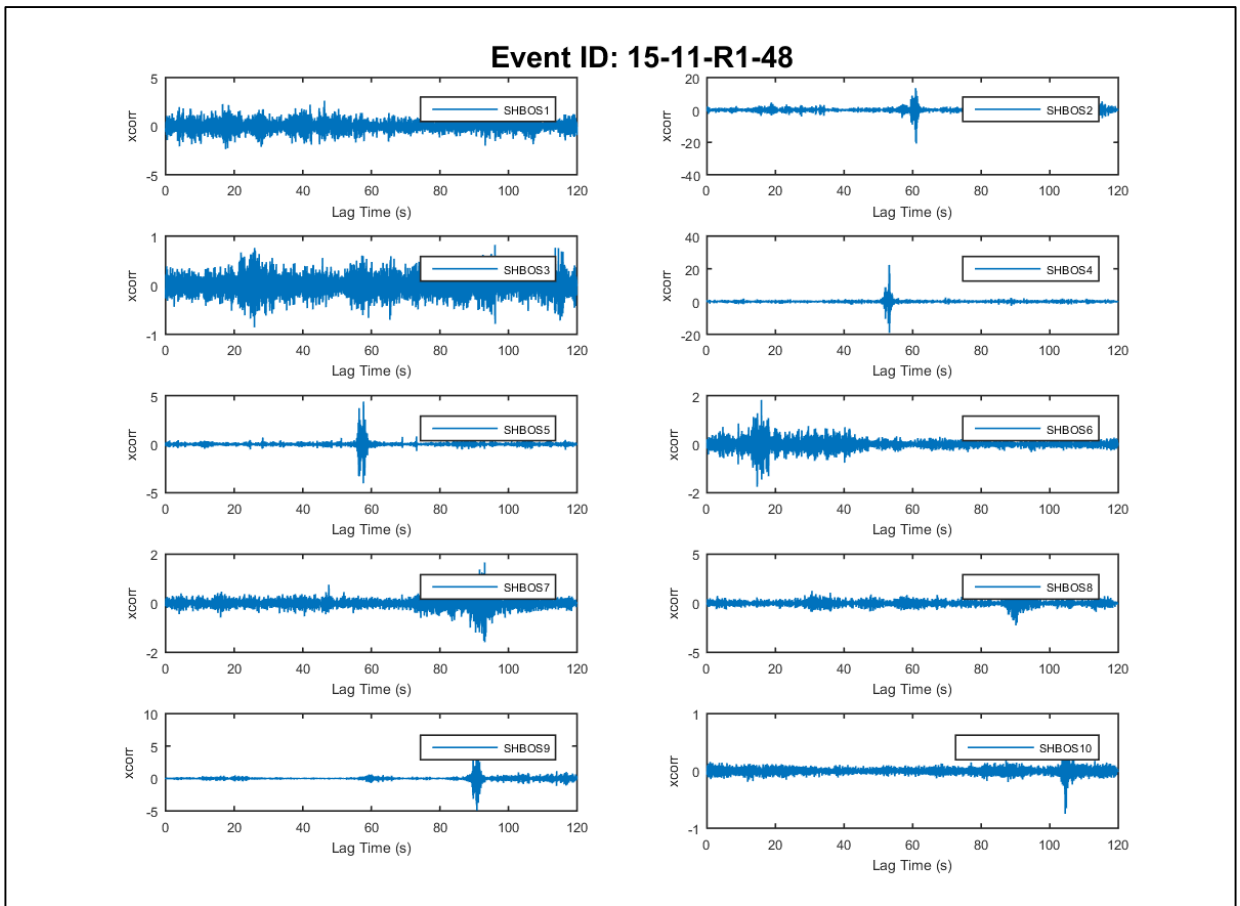 Event ID: 15-11-R1-48
5
0
-5
xcorr
SHBOS1
0 20 40 60 80 100 120
Lag Time (s)
20
0
-20
-40
xcorr
SHBOS2
0 20 40 60 80 100 120
Lag Time (s)
1
0
-1
xcorr
SHBOS3
0 20 40 60 80 100 120
Lag Time (s)
40
20
0
-20
xcorr
SHBOS4
0 20 40 60 80 100 120
Lag Time (s)
5
0
-5
xcorr
SHBOS5
0 20 40 60 80 100 120
Lag Time (s)
2
0
-2
xcorr
SHBOS6
0 20 40 60 80 100 120
Lag Time (s)
2
0
-2
xcorr
SHBOS7
0 20 40 60 80 100 120
Lag Time (s)
5
0
-5
xcorr
SHBOS8
0 20 40 60 80 100 120
Lag Time (s)
10
5
0
-5
xcorr
SHBOS9
0 20 40 60 80 100 120
Lag Time (s)
1
0
-1
xcorr
SHBOS10
0 20 40 60 80 100 120
Lag Time (s)